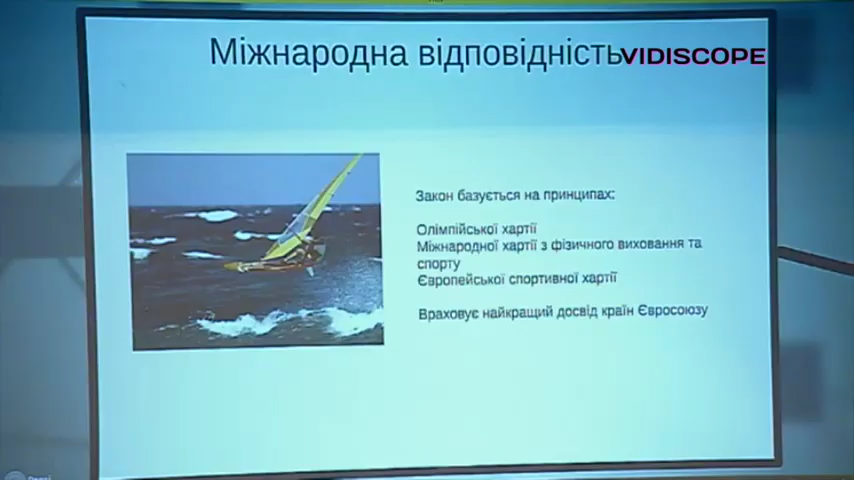 Міжнародна відповідність
VIDISCOPE
Закон базується на принципах:
Олімпійської хартії
Міжнародної хартії з фізичного виховання та
спорту
Європейської спортивної хартії
Враховує найкращий досвід країн Євросоюзу